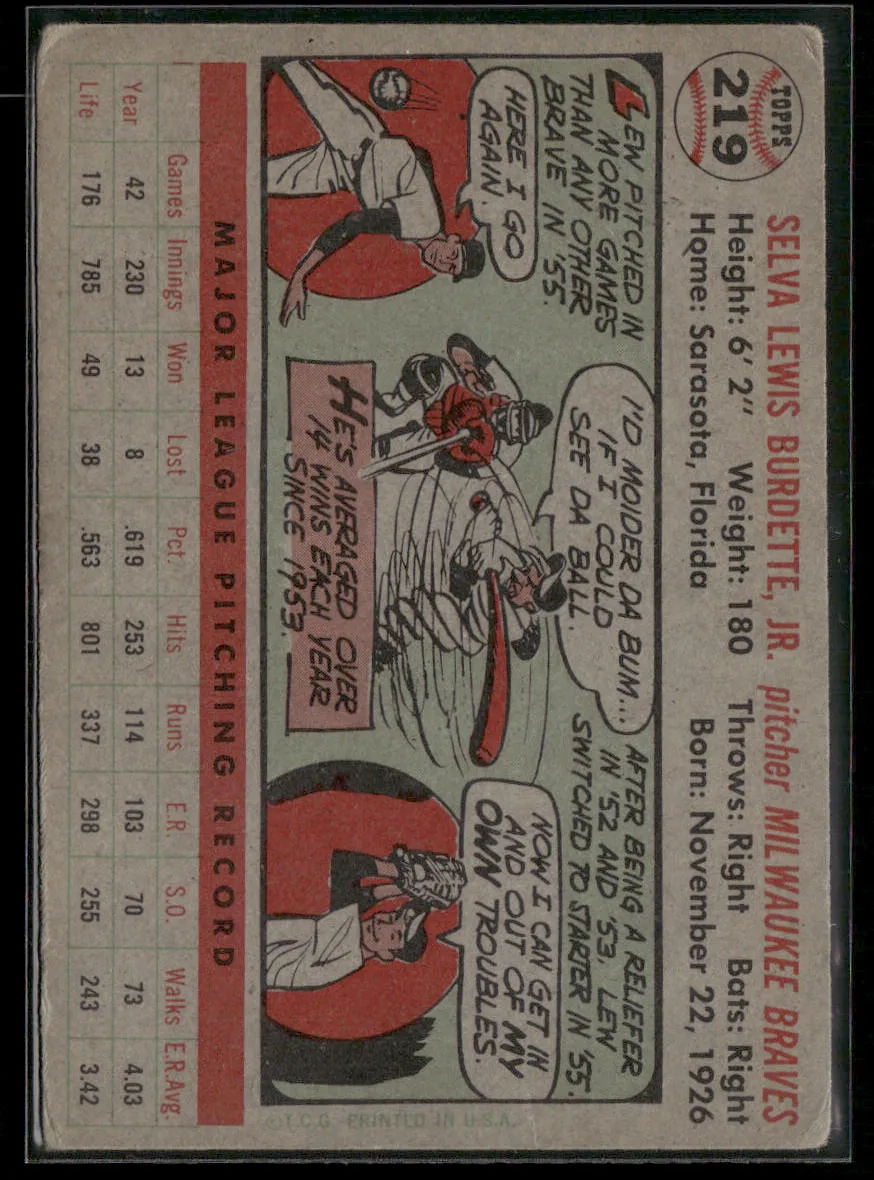 TOPPS
219
SELVA LEWIS BURDETTE, JR. pitcher MILWAUKEE BRAVES
Height: 6' 2" Weight: 180 Throws: Right Bats: Right
Home: Sarasota, Florida Born: November 22, 1926
LEW PITCHED IN
MORE GAMES
THAN ANY OTHER
BRAVE IN '55.
HERE I GO
AGAIN.
I'D MOIDER DA BUM...
IF I COULD
SEE DA BALL.
HE'S AVERAGED OVER
14 WINS EACH YEAR
SINCE 1953.
AFTER BEING A RELIEFER
IN '52 AND '53, LEW
SWITCHED TO STARTER IN '55.
NOW I CAN GET IN
AND OUT OF MY
OWN TROUBLES.
©T.C.G PRINTED IN U.S.A.
MAJOR LEAGUE PITCHING RECORD
Games Innings Won Lost Pct. Hits Runs E.R. S.O. Walks E.R.Avg.
Year 42 230 13 8 .619 253 114 103 70 73 4.03
Life 176 785 49 38 .563 801 337 298 255 243 3.42